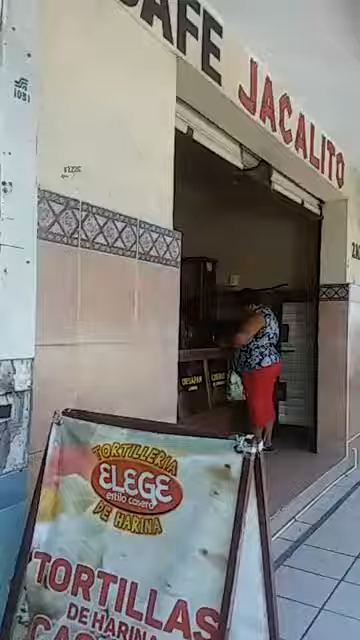 CAFE JACALITO
TORTILLERIA
ELEGE
estilo casero
DE HARINA
TORTILLAS
DE HARINA